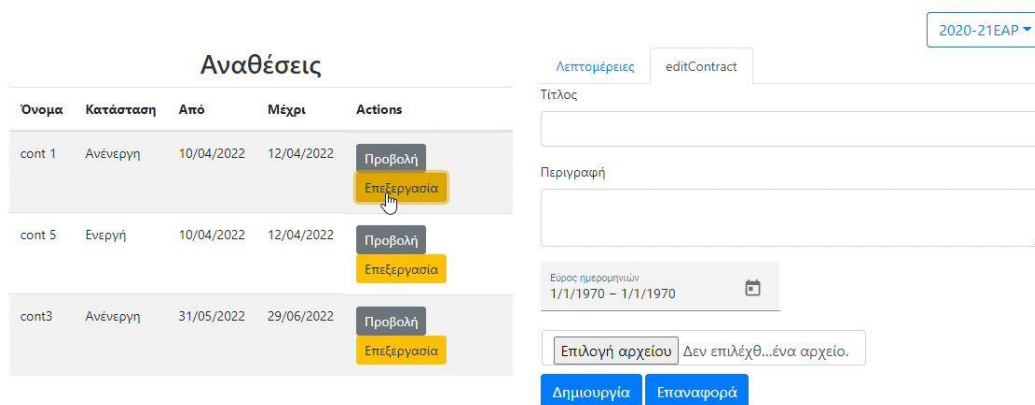 2020-21EAP
Αναθέσεις
Όνομα Κατάσταση Από Μέχρι Actions
cont 1 Ανένεργη 10/04/2022 12/04/2022 Προβολή
Επεξεργασία
cont 5 Ενεργή 10/04/2022 12/04/2022 Προβολή
Επεξεργασία
cont3 Ανένεργη 31/05/2022 29/06/2022 Προβολή
Επεξεργασία
Λεπτομέρειες editContract
Τίτλος
Περιγραφή
Εύρος ημερομηνιών
1/1/1970 – 1/1/1970
Επιλογή αρχείου Δεν επιλέχθ...ένα αρχείο.
Δημιουργία Επαναφορά